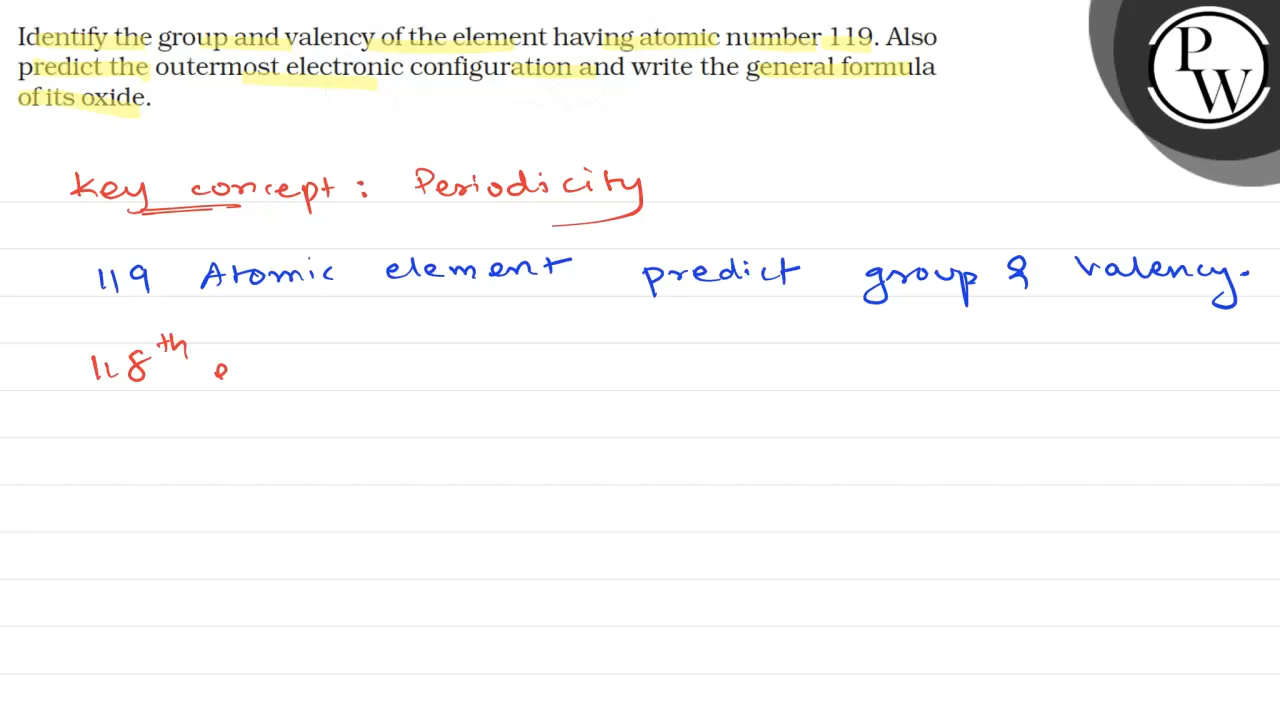 Identify the group and valency of the element having atomic number 119. Also
predict the outermost electronic configuration and write the general formula
of its oxide.
PW
Key concept : Periodicity
119 Atomic element predict group & valency.
118th e